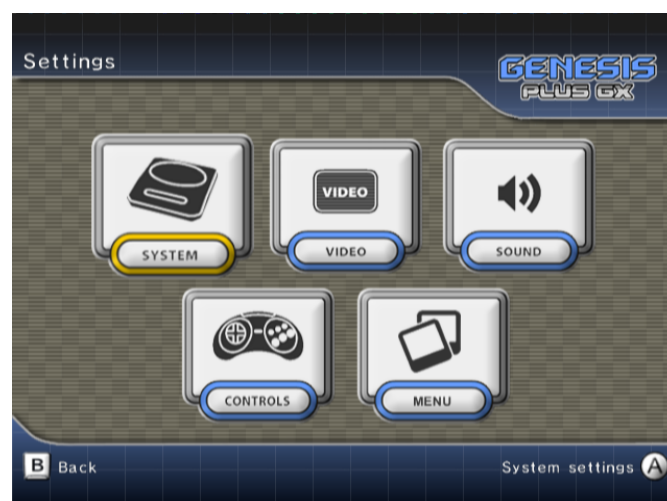 Settings
GENESIS
PLUS GX
VIDEO
SYSTEM
VIDEO
SOUND
CONTROLS
MENU
B Back
System settings A